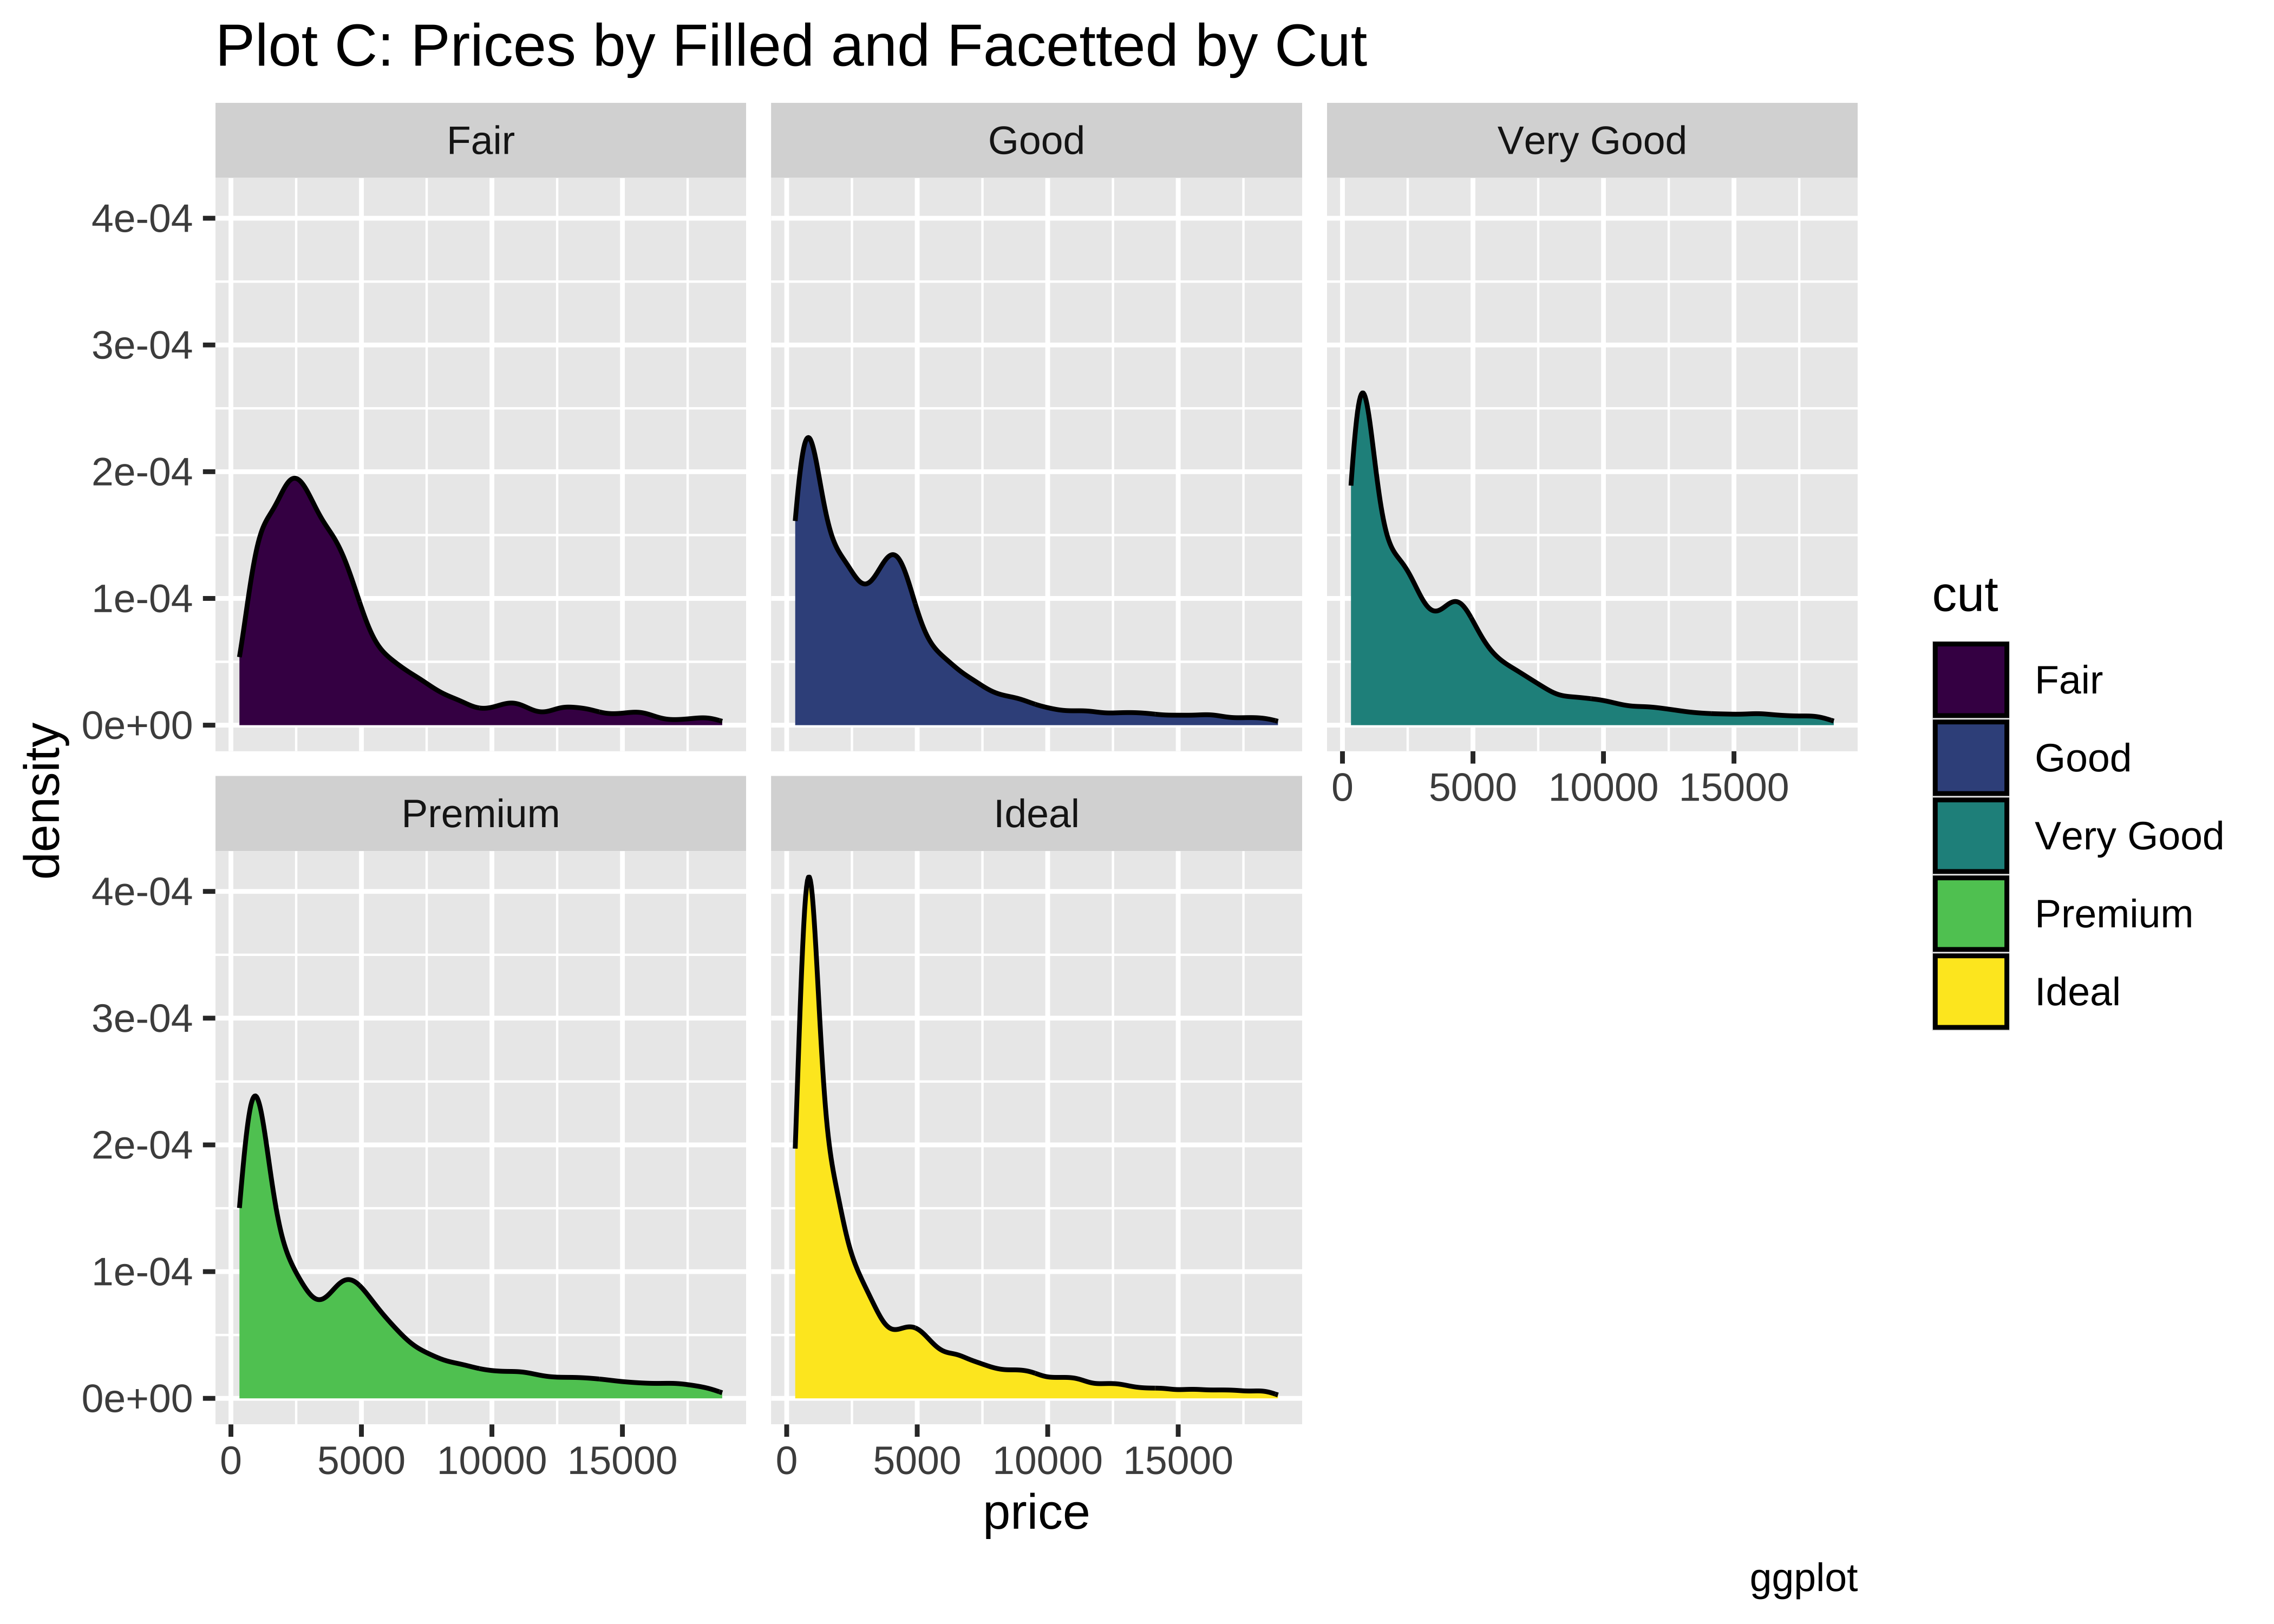 Plot C: Prices by Filled and Facetted by Cut
Fair
Good
Very Good
4e-04
3e-04
2e-04
1e-04
0e+00
0 5000 10000 15000
Premium
Ideal
4e-04
3e-04
2e-04
1e-04
0e+00
0 5000 10000 15000
0 5000 10000 15000
density
price
cut
Fair
Good
Very Good
Premium
Ideal
ggplot